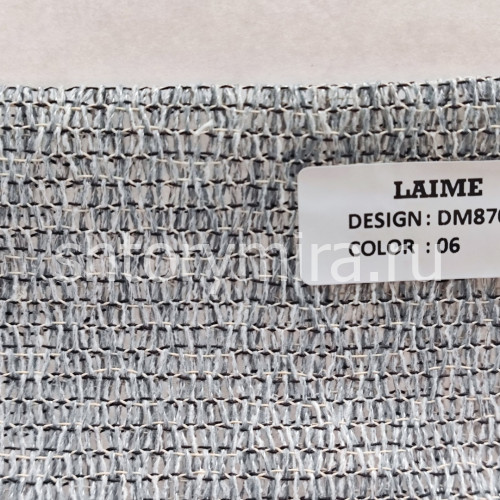 LAIME
DESIGN : DM870
COLOR : 06
shtorymira.ru